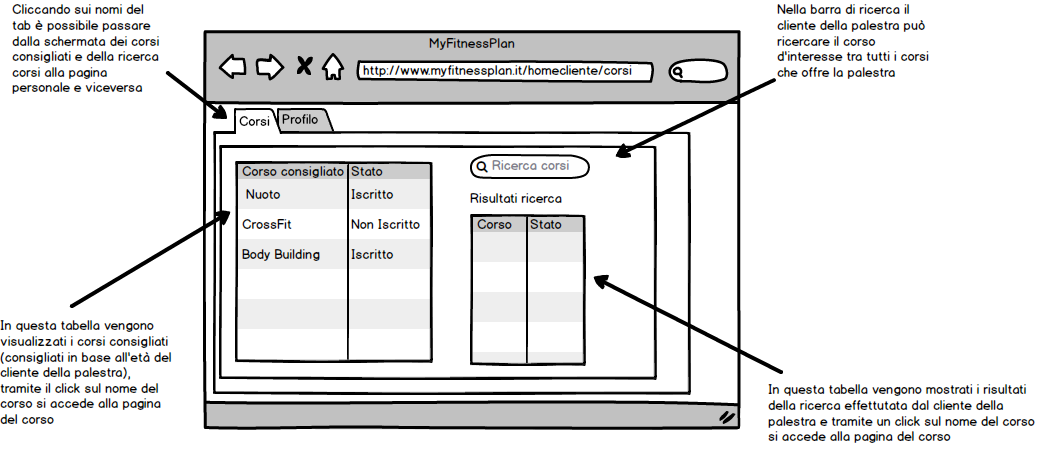 Cliccando sui nomi del
tab è possibile passare
dalla schermata dei corsi
consigliati e della ricerca
corsi alla pagina
personale e viceversa
Nella barra di ricerca il
cliente della palestra può
ricercare il corso
d'interesse tra tutti i corsi
che offre la palestra
MyFitnessPlan
http://www.myfitnessplan.it/homecliente/corsi
Corsi Profilo
Corso consigliato Stato
Nuoto Iscritto
CrossFit Non Iscritto
Body Building Iscritto
Ricerca corsi
Risultati ricerca
Corso Stato
In questa tabella vengono
visualizzati i corsi consigliati
(consigliati in base all'età del
cliente della palestra),
tramite il click sul nome del
corso si accede alla pagina
del corso
In questa tabella vengono mostrati i risultati
della ricerca effettutata dal cliente della
palestra e tramite un click sul nome del corso
si accede alla pagina del corso